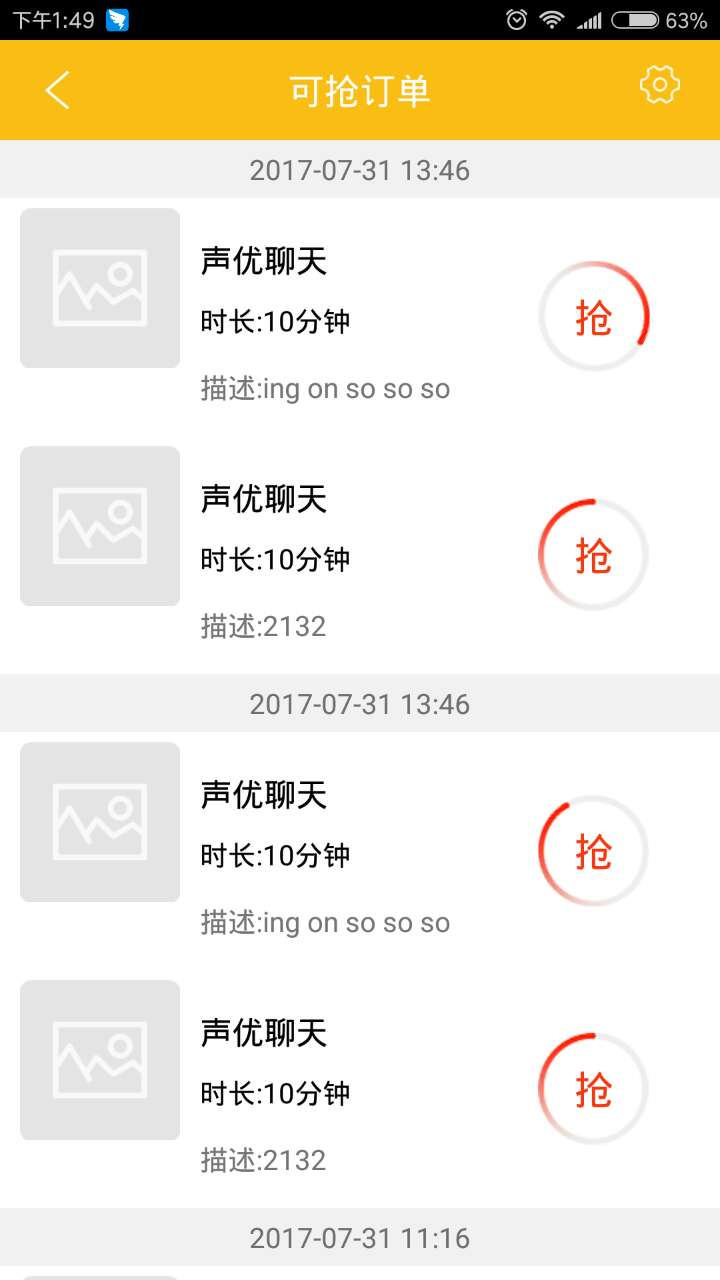 下午1:49
63%
可抢订单
2017-07-31 13:46
声优聊天
时长:10分钟
抢
描述:ing on so so so
声优聊天
时长:10分钟
抢
描述:2132
2017-07-31 13:46
声优聊天
时长:10分钟
抢
描述:ing on so so so
声优聊天
时长:10分钟
抢
描述:2132
2017-07-31 11:16